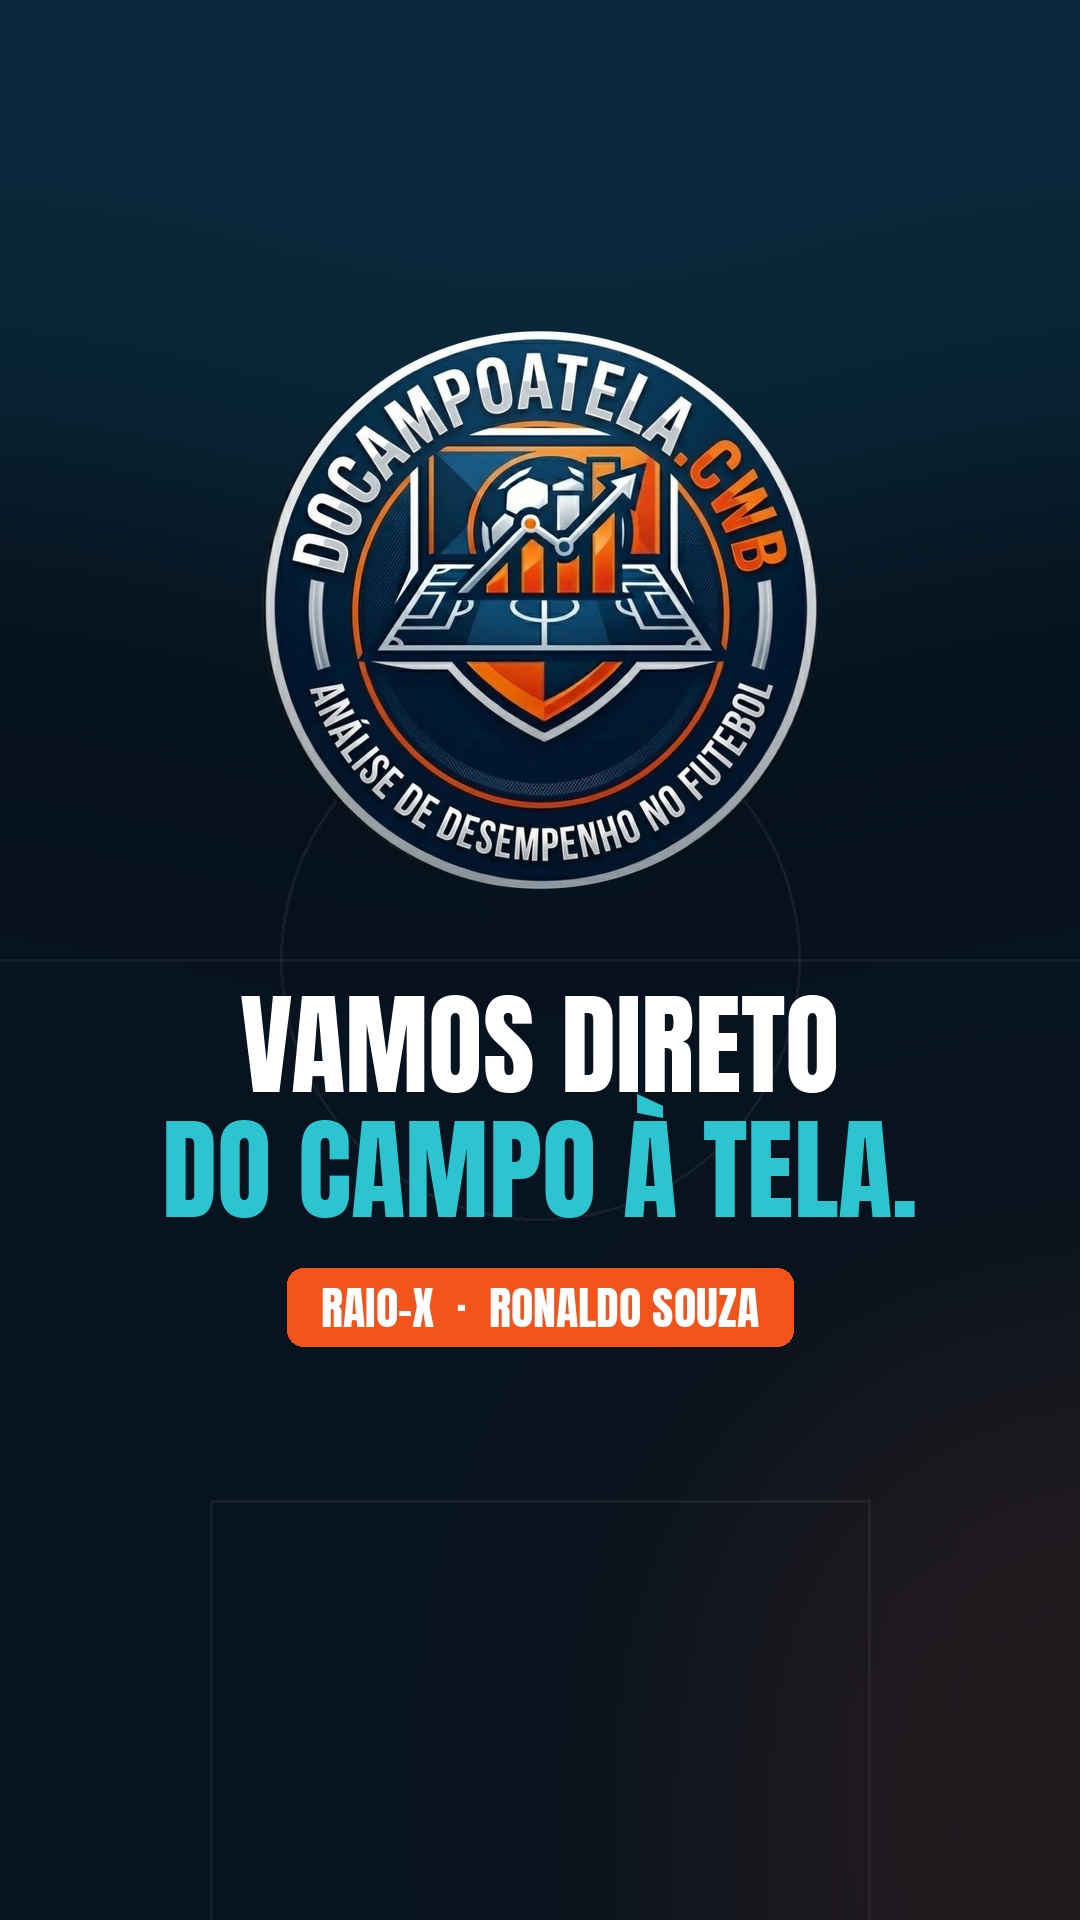 DOCAMPOATELA.CWB
ANÁLISE DE DESEMPENHO NO FUTEBOL
VAMOS DIRETO
DO CAMPO À TELA.
RAIO-X · RONALDO SOUZA